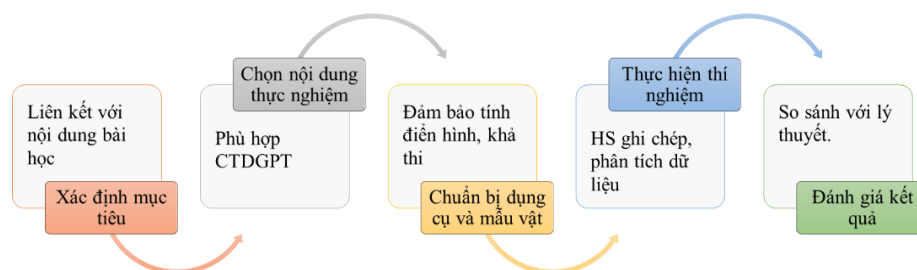 Liên kết với
nội dung bài
học
Xác định mục
tiêu
Chọn nội dung
thực nghiệm
Phù hợp
CTDGPT
Đảm bảo tính
điển hình, khả
thi
Chuẩn bị dụng
cụ và mẫu vật
Thực hiện thí
nghiệm
HS ghi chép,
phân tích dữ
liệu
So sánh với lý
thuyết.
Đánh giá kết
quả